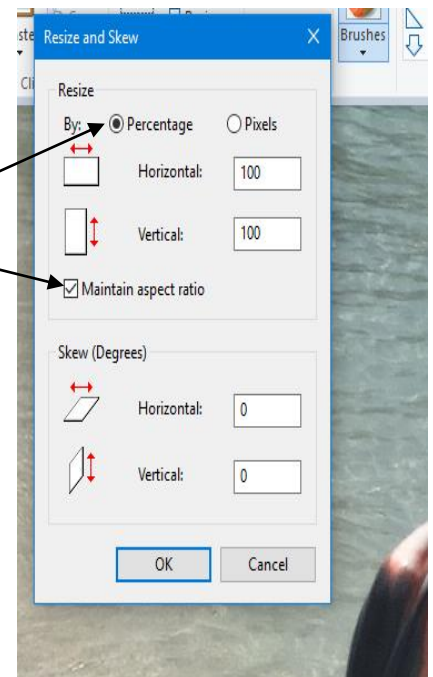 Resize and Skew
Brushes
Resize
By: Percentage Pixels
Horizontal: 100
Vertical: 100
Maintain aspect ratio
Skew (Degrees)
Horizontal: 0
Vertical: 0
OK Cancel